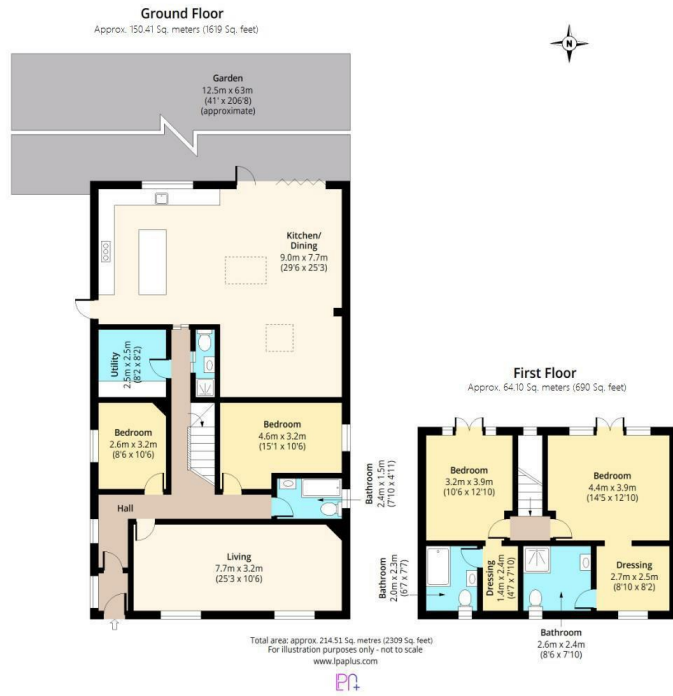 Ground Floor
Approx. 150.41 Sq. meters (1619 Sq. feet)
N
Garden
12.5m x 63m
(41' x 206'8)
(approximate)
Kitchen/
Dining
9.0m x 7.7m
(29'6 x 25'3)
Utility
2.5m x 2.5m
(8'2 x 8'2)
Bedroom
2.6m x 3.2m
(8'6 x 10'6)
Bedroom
4.6m x 3.2m
(15'1 x 10'6)
Bathroom
2.4m x 1.5m
(7'10 x 4'11)
Hall
Living
7.7m x 3.2m
(25'3 x 10'6)
First Floor
Approx. 64.10 Sq. meters (690 Sq. feet)
Bedroom
3.2m x 3.9m
(10'6 x 12'10)
Bedroom
4.4m x 3.9m
(14'5 x 12'10)
Bathroom
2.0m x 2.3m
(6'7 x 7'7)
Dressing
1.4m x 2.4m
(4'7 x 7'10)
Dressing
2.7m x 2.5m
(8'10 x 8'2)
Bathroom
2.6m x 2.4m
(8'6 x 7'10)
Total area: approx. 214.51 Sq. metres (2309 Sq. feet)
For illustration purposes only - not to scale
www.lpaplus.com